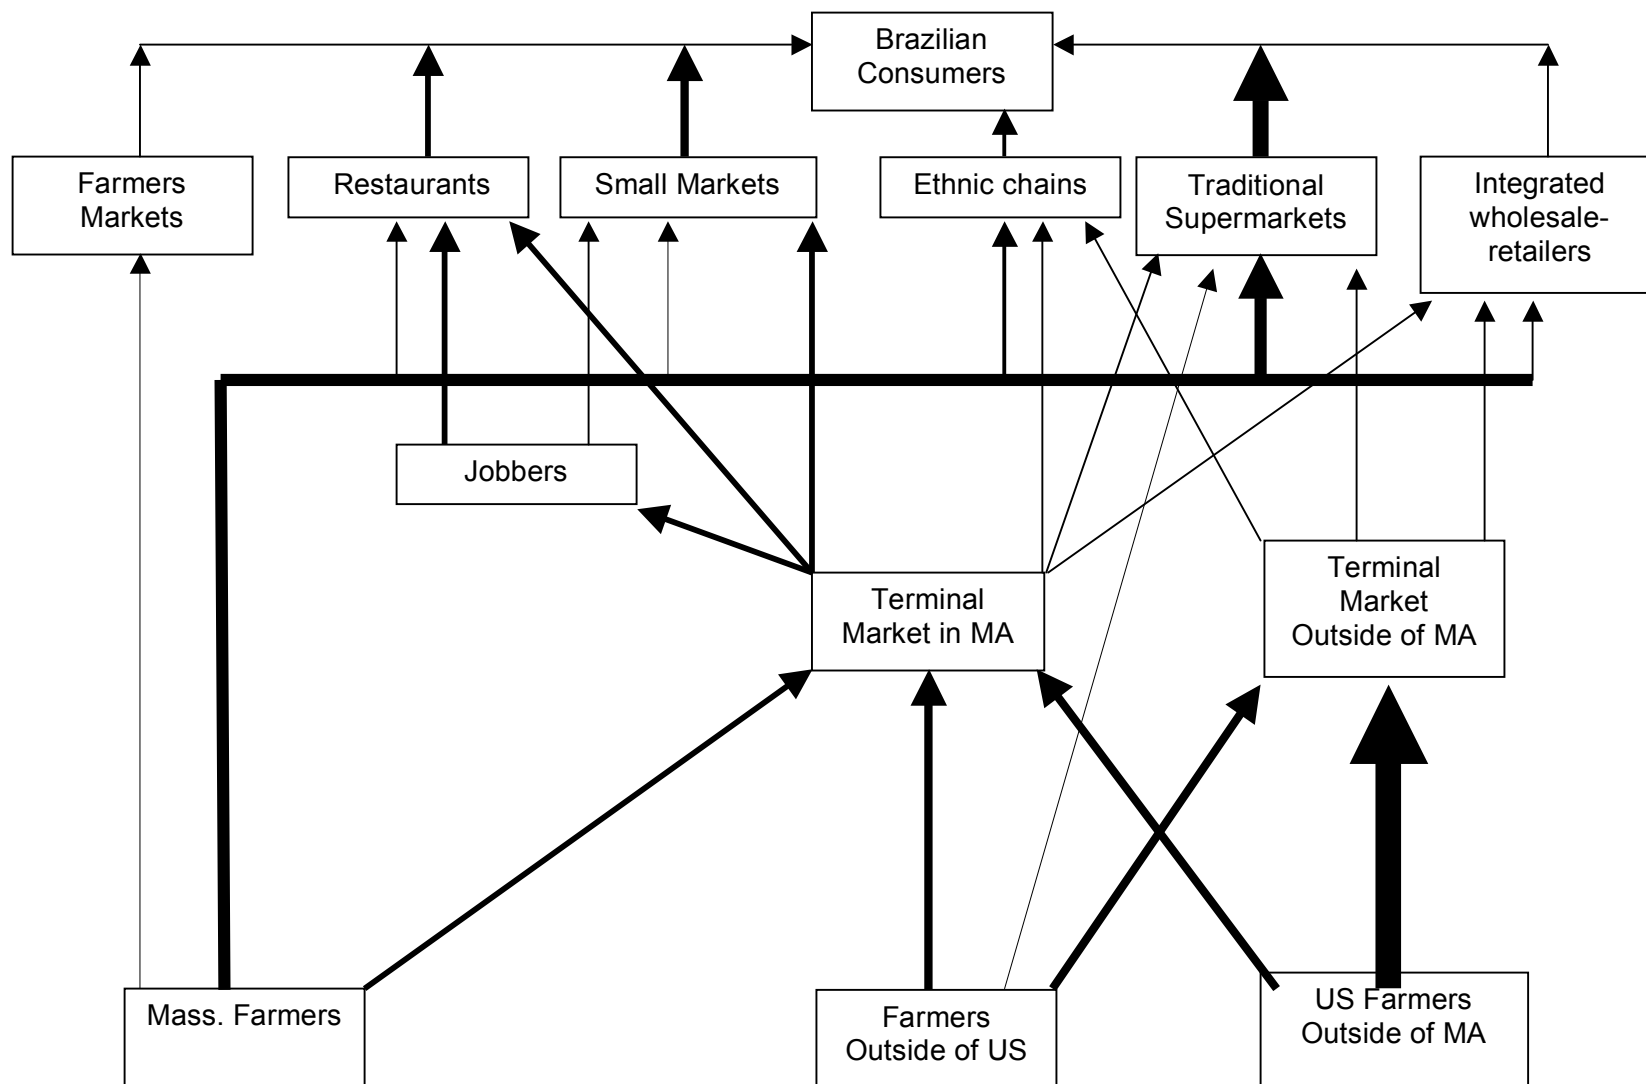 Brazilian
Consumers
Farmers
Markets
Restaurants
Small Markets
Ethnic chains
Traditional
Supermarkets
Integrated
wholesale-
retailers
Jobbers
Terminal
Market in MA
Terminal
Market
Outside of MA
Mass. Farmers
Farmers
Outside of US
US Farmers
Outside of MA